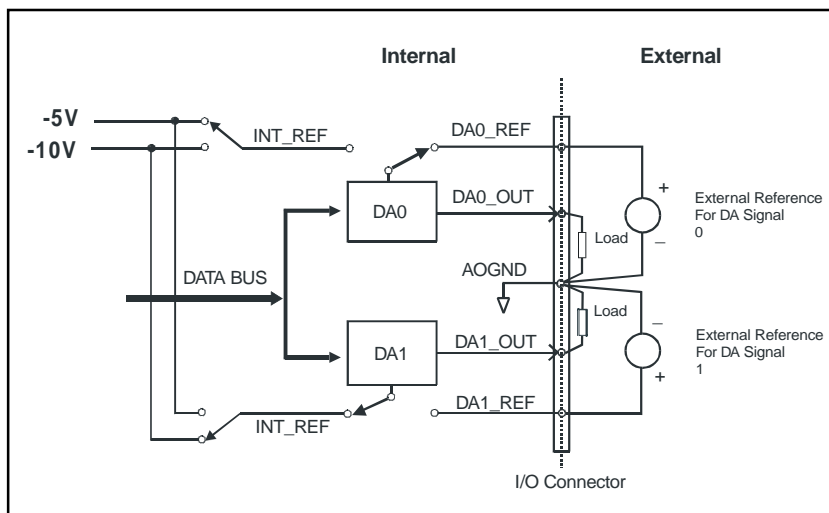 Internal
External
-5V
-10V
INT_REF
DA0_REF
DA0
DA0_OUT
+
External Reference
For DA Signal
0
Load
–
DATA BUS
AOGND
Load
–
DA1
DA1_OUT
External Reference
For DA Signal
1
+
INT_REF
DA1_REF
I/O Connector